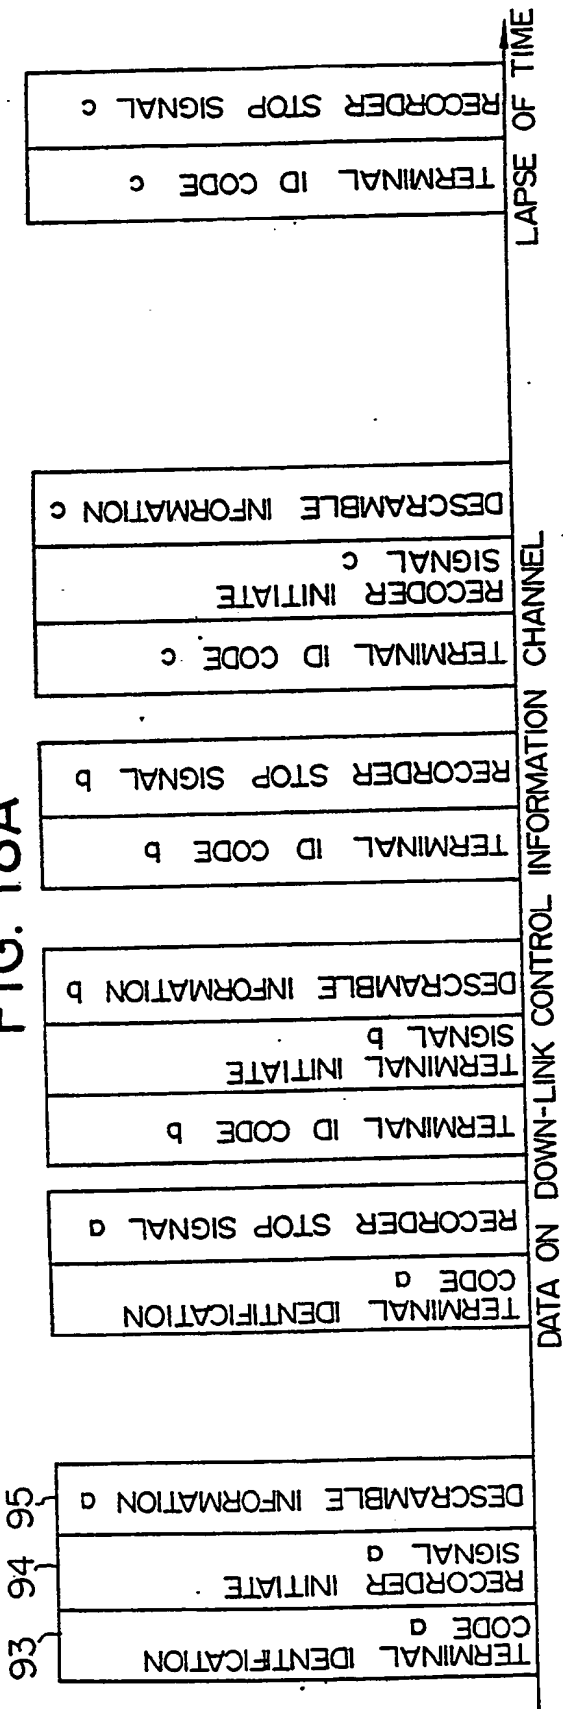 FIG. 18A
93
94
95
TERMINAL IDENTIFICATION
CODE a
RECORDER INITIATE
SIGNAL a
DESCRAMBLE INFORMATION a
TERMINAL IDENTIFICATION
CODE a
RECORDER STOP SIGNAL a
TERMINAL ID CODE b
TERMINAL INITIATE
SIGNAL b
DESCRAMBLE INFORMATION b
TERMINAL ID CODE b
RECORDER STOP SIGNAL b
TERMINAL ID CODE c
RECODER INITIATE
SIGNAL c
DESCRAMBLE INFORMATION c
TERMINAL ID CODE c
RECORDER STOP SIGNAL c
LAPSE OF TIME
DATA ON DOWN-LINK CONTROL INFORMATION CHANNEL